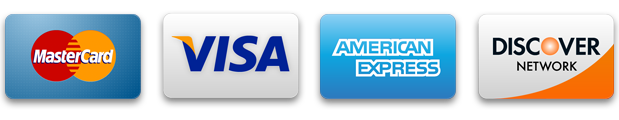 MasterCard
VISA
AMERICAN
EXPRESS
DISCOVER
NETWORK